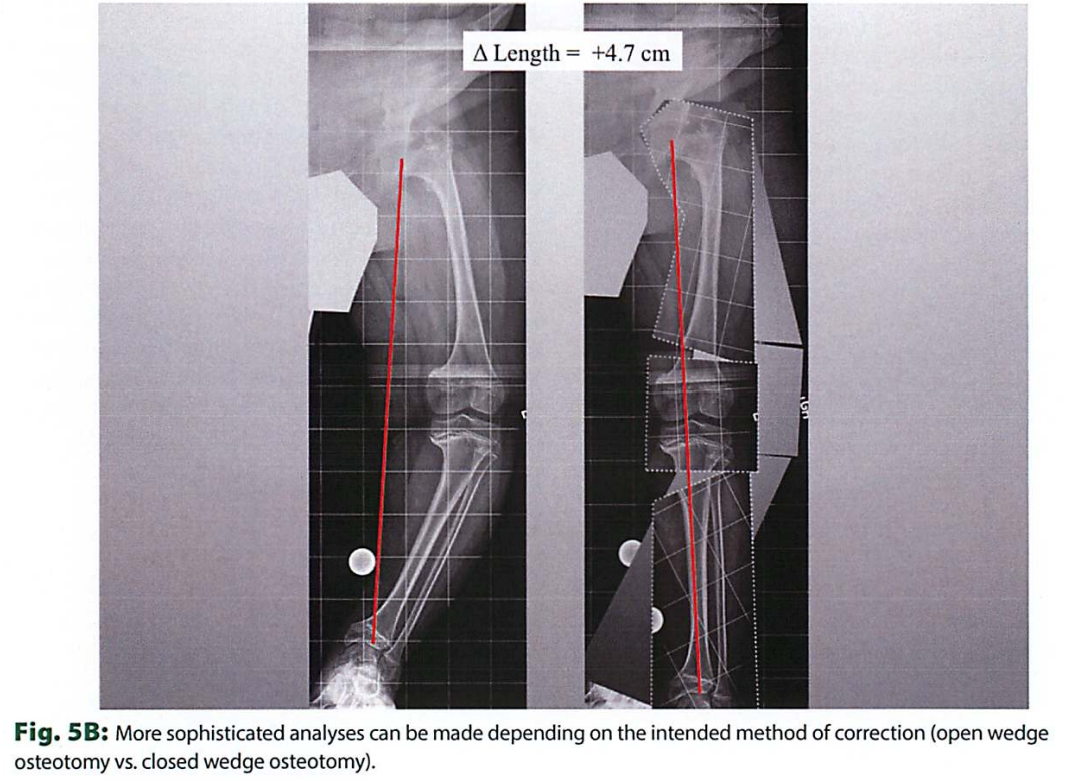 Δ Length = +4.7 cm
Fig. 5B: More sophisticated analyses can be made depending on the intended method of correction (open wedge
osteotomy vs. closed wedge osteotomy).